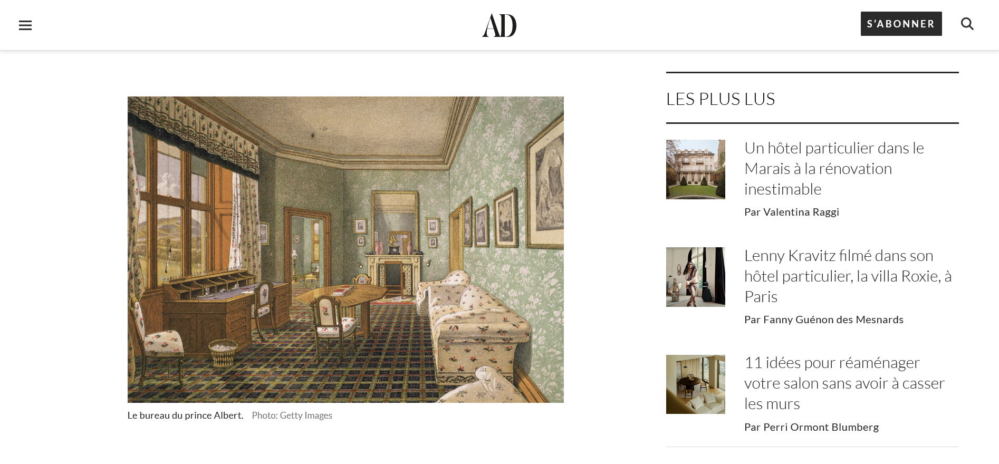 AD
S’ABONNER
Le bureau du prince Albert. Photo: Getty Images
LES PLUS LUS
Un hôtel particulier dans le
Marais à la rénovation
inestimable
Par Valentina Raggi
Lenny Kravitz filmé dans son
hôtel particulier, la villa Roxie, à
Paris
Par Fanny Guénon des Mesnards
11 idées pour réaménager
votre salon sans avoir à casser
les murs
Par Perri Ormont Blumberg